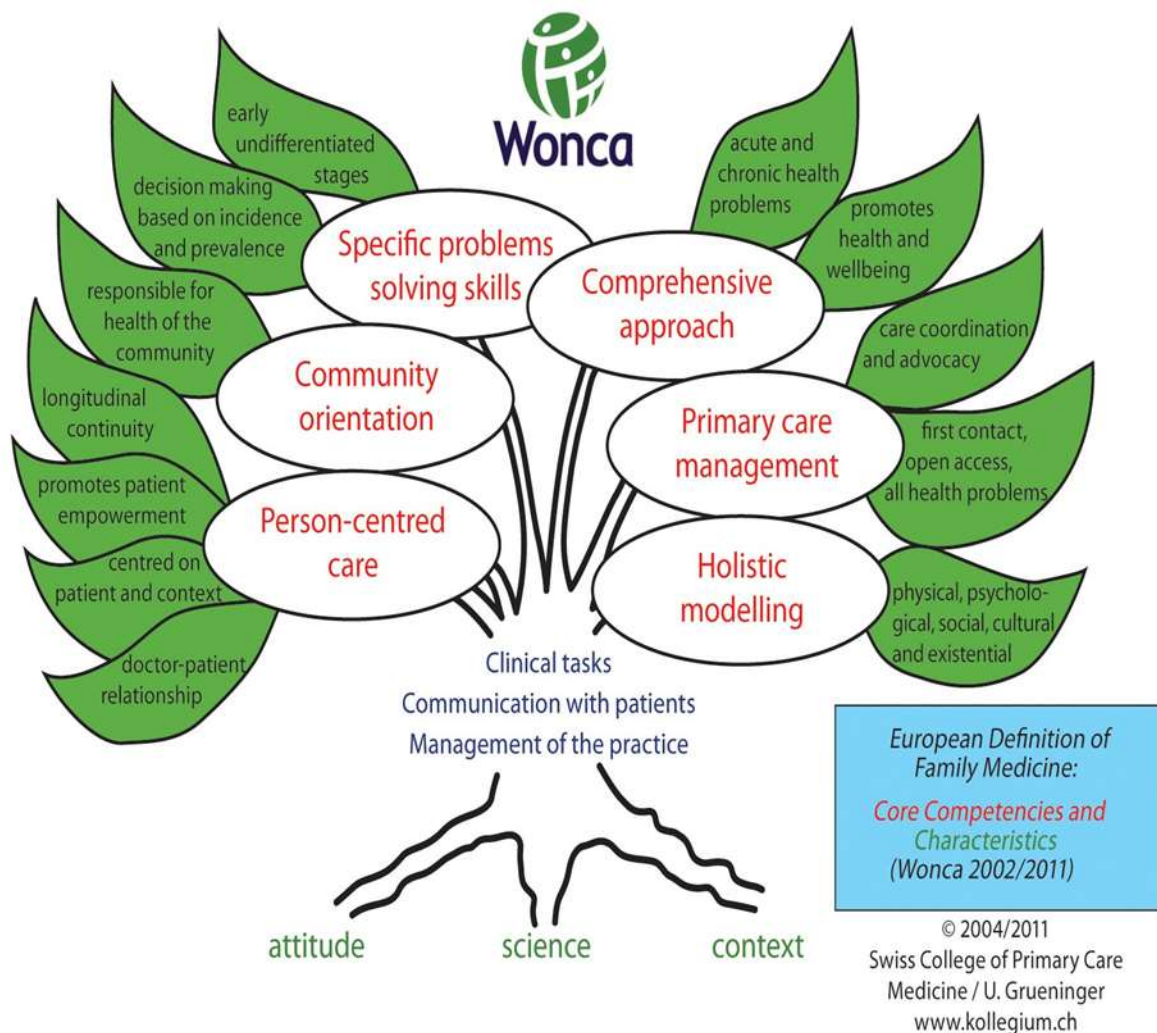 Wonca
early
undifferentiated
stages
decision making
based on incidence
and prevalence
responsible for
health of the
community
longitudinal
continuity
promotes patient
empowerment
centred on
patient and context
doctor-patient
relationship
Specific problems
solving skills
Community
orientation
Person-centred
care
Comprehensive
approach
Primary care
management
Holistic
modelling
acute and
chronic health
problems
promotes
health and
wellbeing
care coordination
and advocacy
first contact,
open access,
all health problems
physical, psycholo-
gical, social, cultural
and existential
Clinical tasks
Communication with patients
Management of the practice
attitude
science
context
European Definition of
Family Medicine:
Core Competencies and
Characteristics
(Wonca 2002/2011)
© 2004/2011
Swiss College of Primary Care
Medicine / U. Grueninger
www.kollegium.ch